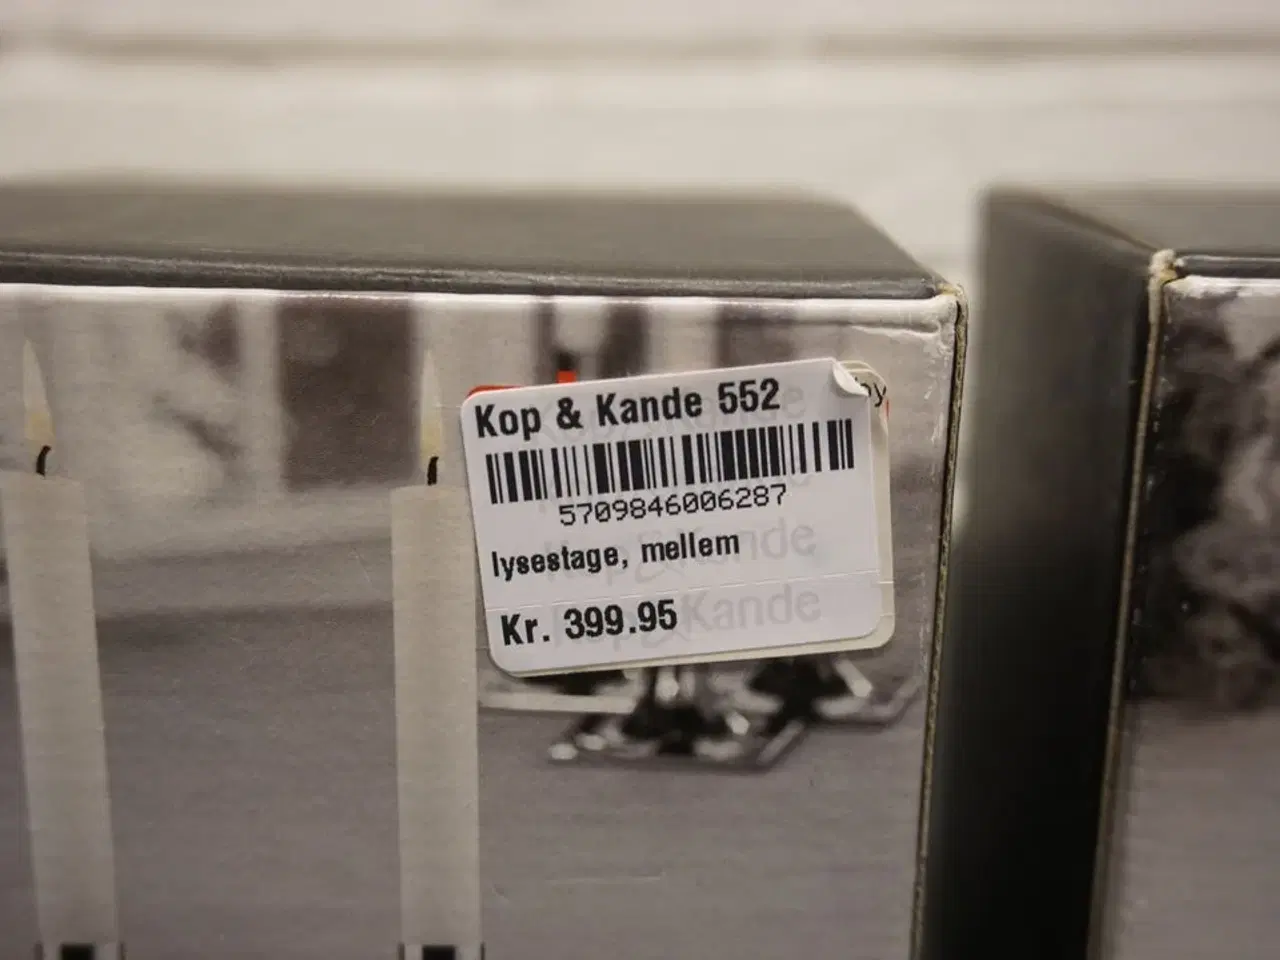 Kop & Kande 552
5709846006287
lysestage, mellem
Kr. 399.95